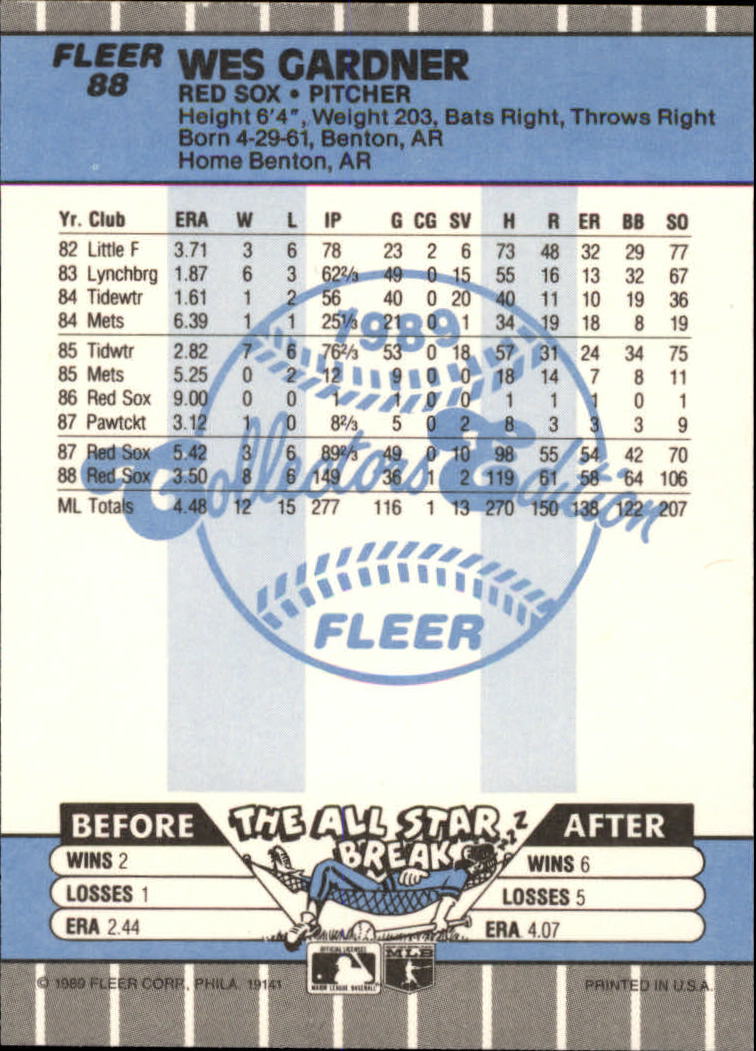 FLEER
88
WES GARDNER
RED SOX • PITCHER
Height 6'4", Weight 203, Bats Right, Throws Right
Born 4-29-61, Benton, AR
Home Benton, AR
Yr. Club ERA W L IP G CG SV H R ER BB SO
82 Little F 3.71 3 6 78 23 2 6 73 48 32 29 77
83 Lynchbrg 1.87 6 3 62⅔ 49 0 15 55 16 13 32 67
84 Tidewtr 1.61 1 2 56 40 0 20 40 11 10 19 36
84 Mets 6.39 1 1 25⅓ 21 0 1 34 19 18 8 19
85 Tidwtr 2.82 7 6 76⅔ 53 0 18 57 31 24 34 75
85 Mets 5.25 0 2 12 9 0 0 18 14 7 8 11
86 Red Sox 9.00 0 0 1 1 0 0 1 1 1 0 1
87 Pawtckt 3.12 1 0 8⅔ 5 0 2 8 3 3 3 9
87 Red Sox 5.42 3 6 89⅔ 49 0 10 98 55 54 42 70
88 Red Sox 3.50 8 6 149 36 1 2 119 61 58 64 106
ML Totals 4.48 12 15 277 116 1 13 270 150 138 122 207
1989
Collectors Edition
FLEER
BEFORE THE ALL STAR BREAK ZZZ AFTER
WINS 2 WINS 6
LOSSES 1 LOSSES 5
ERA 2.44 ERA 4.07
OFFICIAL LICENSEE
MAJOR LEAGUE BASEBALL
MLB
© 1989 FLEER CORP., PHILA. 19141 PRINTED IN U.S.A.